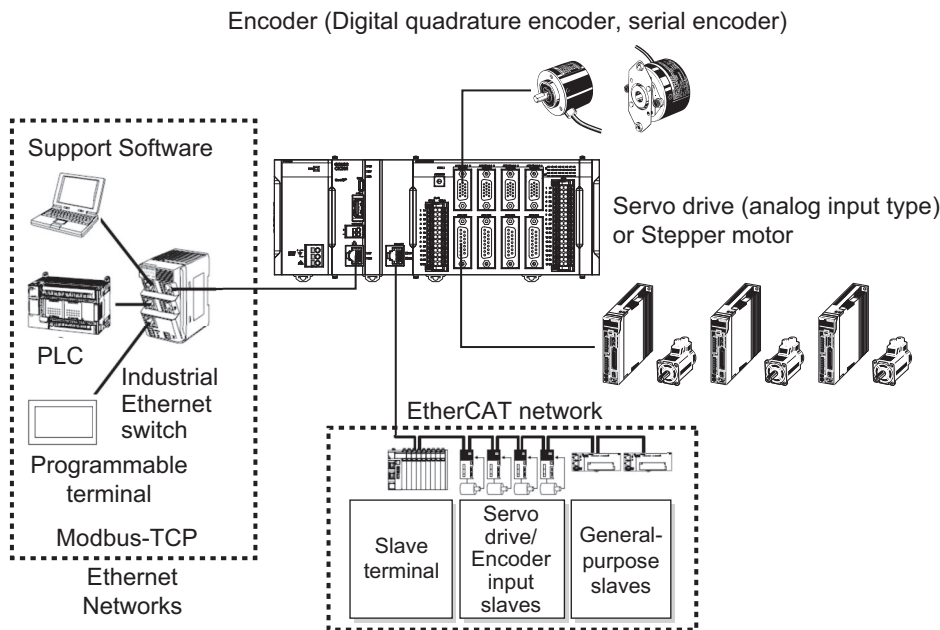 Encoder (Digital quadrature encoder, serial encoder)
Support Software
PLC
Industrial
Ethernet
switch
Programmable
terminal
Modbus-TCP
Ethernet
Networks
Servo drive (analog input type)
or Stepper motor
EtherCAT network
Slave
terminal
Servo
drive/
Encoder
input
slaves
General-
purpose
slaves